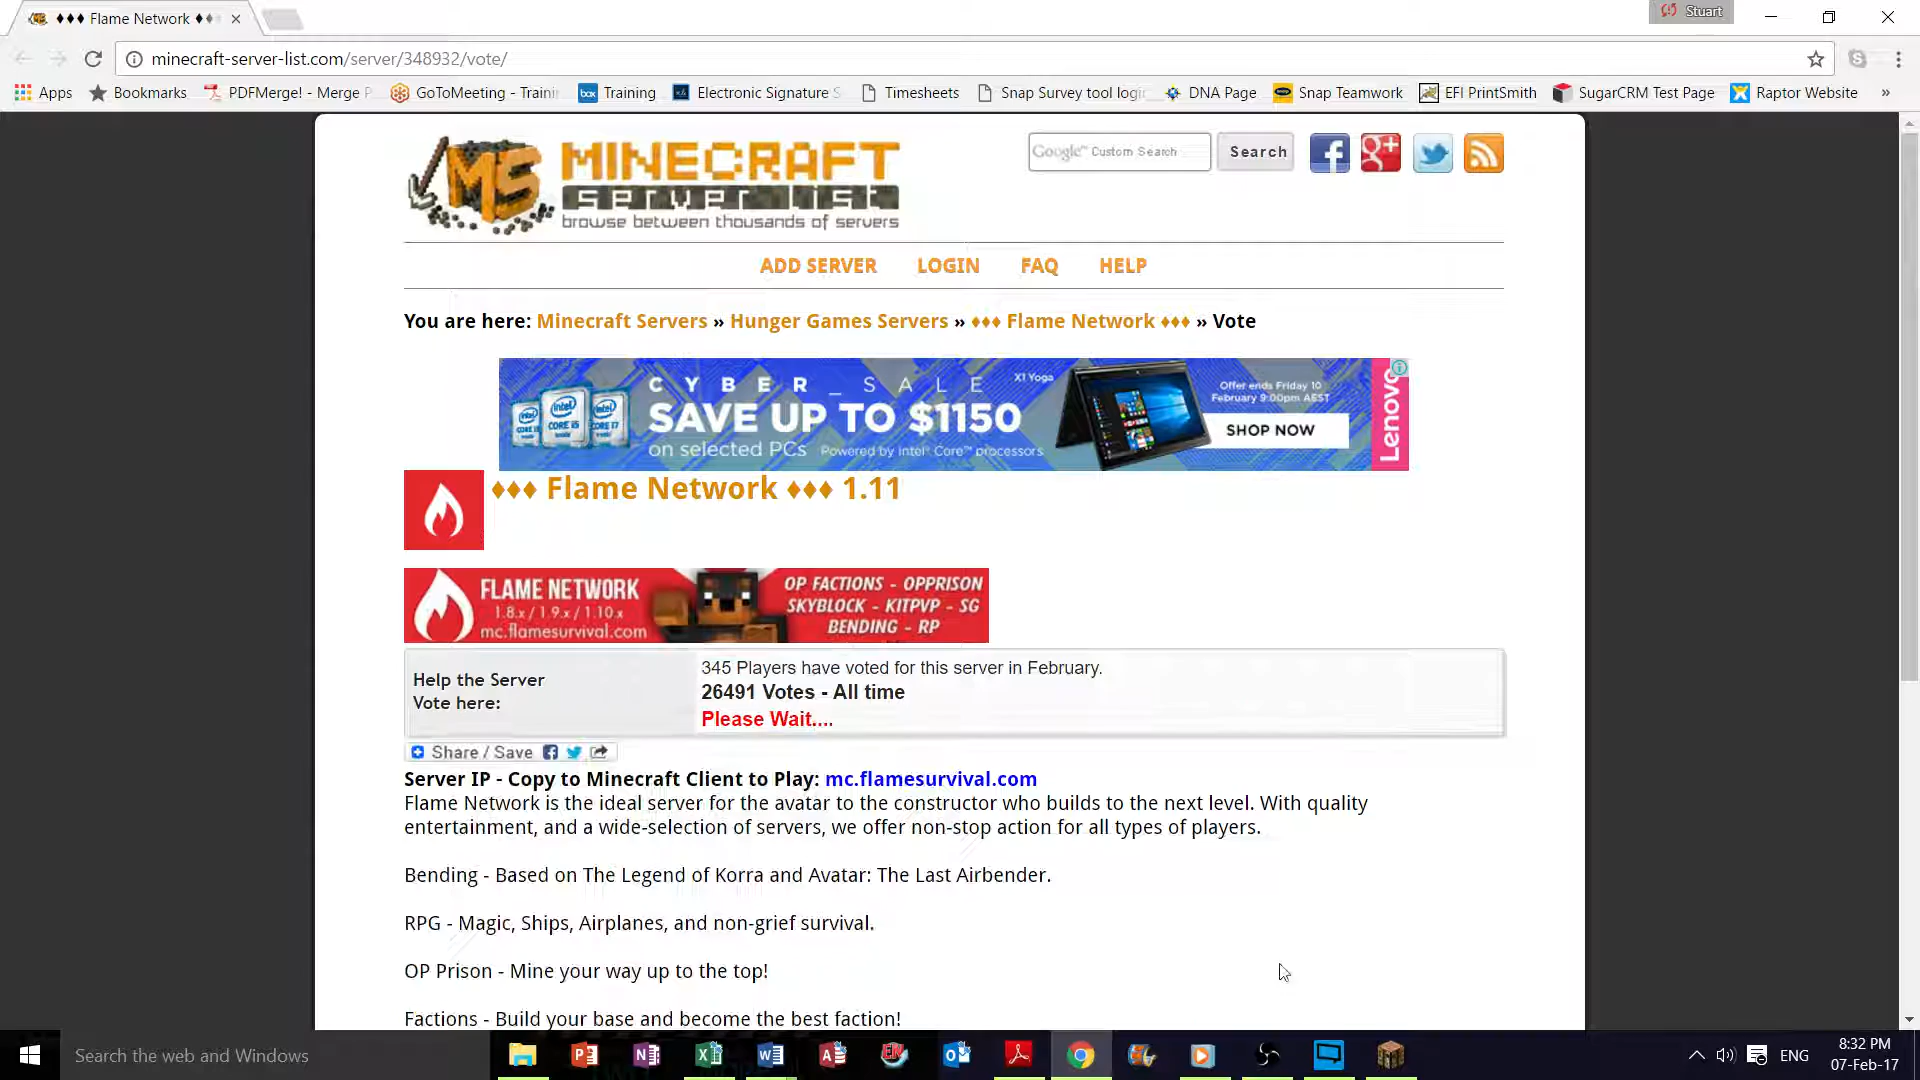 ♦♦♦ Flame Network ♦♦
Stuart
minecraft-server-list.com/server/348932/vote/
Apps
Bookmarks
PDFMerge! - Merge
GoToMeeting - Traini
Training
Electronic Signature
Timesheets
Snap Survey tool logi
DNA Page
Snap Teamwork
EFI PrintSmith
SugarCRM Test Page
Raptor Website
»
MS
MINECRAFT
server list
browse between thousands of servers
Google™ Custom Search
Search
ADD SERVER
LOGIN
FAQ
HELP
You are here: Minecraft Servers » Hunger Games Servers » ♦♦♦ Flame Network ♦♦♦ » Vote
CYBER_SALE
SAVE UP TO $1150
on selected PCs Powered by Intel® Core™ processors
X1 Yoga
Offer ends Friday 10
February 9:00pm AEST
SHOP NOW
Lenovo
♦♦♦ Flame Network ♦♦♦ 1.11
FLAME NETWORK
1.8.x / 1.9.x / 1.10.x
mc.flamesurvival.com
OP FACTIONS - OPPRISON
SKYBLOCK - KITPVP - SG
BENDING - RP
Help the Server
Vote here:
345 Players have voted for this server in February.
26491 Votes - All time
Please Wait....
Share / Save
Server IP - Copy to Minecraft Client to Play: mc.flamesurvival.com
Flame Network is the ideal server for the avatar to the constructor who builds to the next level. With quality
entertainment, and a wide-selection of servers, we offer non-stop action for all types of players.
Bending - Based on The Legend of Korra and Avatar: The Last Airbender.
RPG - Magic, Ships, Airplanes, and non-grief survival.
OP Prison - Mine your way up to the top!
Factions - Build your base and become the best faction!
Search the web and Windows
ENG
8:32 PM
07-Feb-17